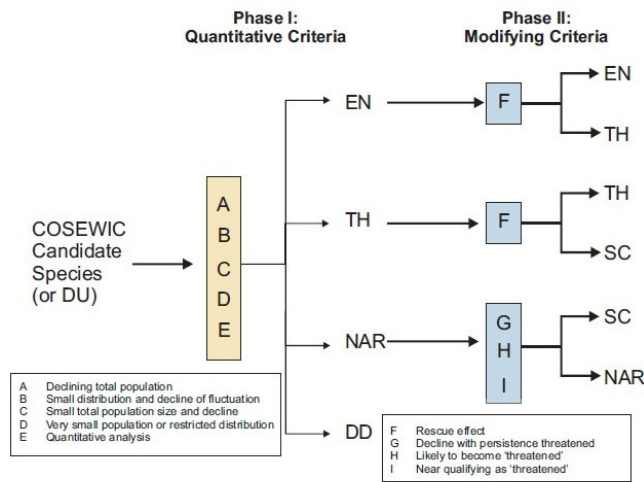 Phase I:
Quantitative Criteria
Phase II:
Modifying Criteria
COSEWIC
Candidate
Species
(or DU)
A
B
C
D
E
EN
TH
NAR
DD
F
F
G
H
I
EN
TH
TH
SC
SC
NAR
A Declining total population
B Small distribution and decline of fluctuation
C Small total population size and decline
D Very small population or restricted distribution
E Quantitative analysis
F Rescue effect
G Decline with persistence threatened
H Likely to become ‘threatened’
I Near qualifying as ‘threatened’